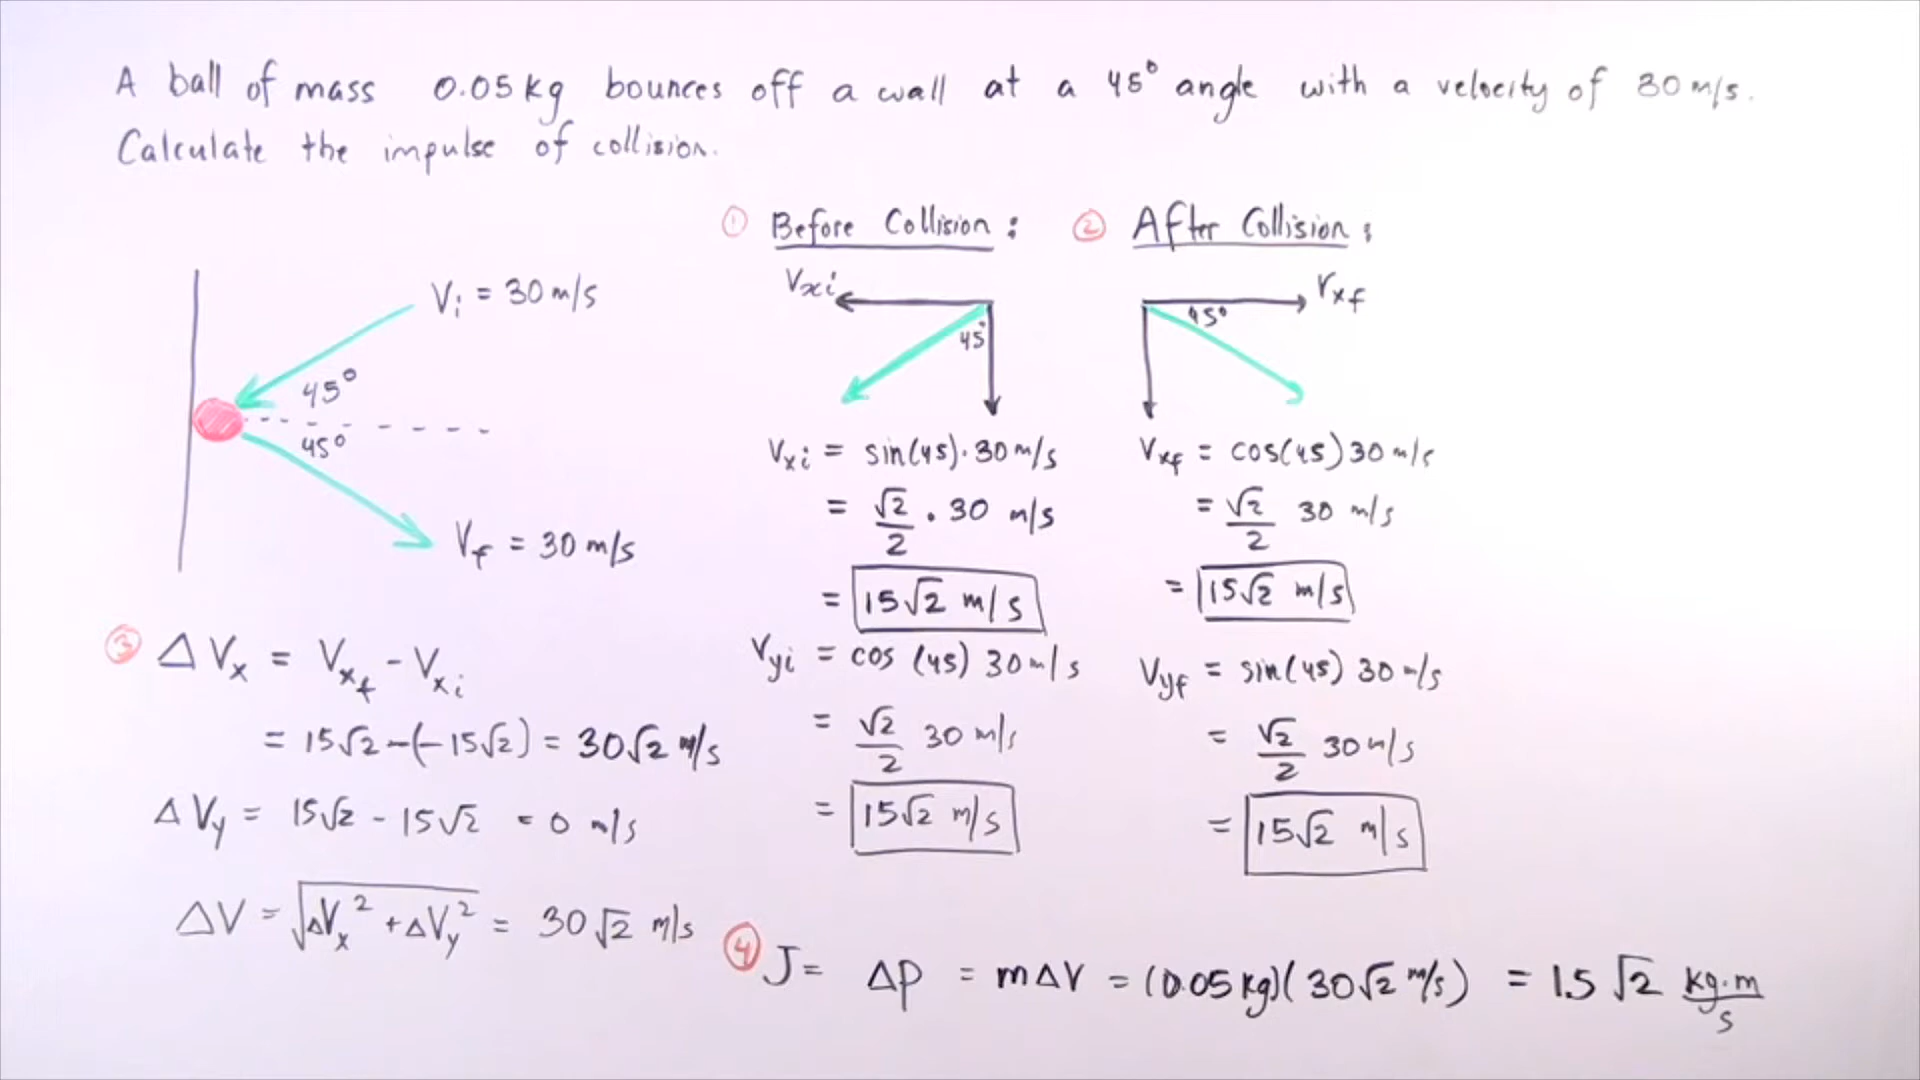 A ball of mass 0.05 kg bounces off a wall at a 45° angle with a velocity of 30 m/s.
Calculate the impulse of collision.
① Before Collision :
② After Collision :
Vi = 30 m/s
45°
45°
Vf = 30 m/s
Vxi
45°
Vxf
45°
Vxi = sin(45)·30 m/s
= √2/2 · 30 m/s
= 15√2 m/s
Vyi = cos (45) 30 m/s
= √2/2 30 m/s
= 15√2 m/s
Vxf = cos(45) 30 m/s
= √2/2 30 m/s
= 15√2 m/s
Vyf = sin(45) 30 m/s
= √2/2 30 m/s
= 15√2 m/s
③ ΔVx = Vxf - Vxi
= 15√2 - (-15√2) = 30√2 m/s
ΔVy = 15√2 - 15√2 = 0 m/s
ΔV = √(ΔVx² + ΔVy²) = 30√2 m/s
④ J = Δp = mΔV = (0.05 kg)(30√2 m/s) = 1.5 √2 kg·m/s